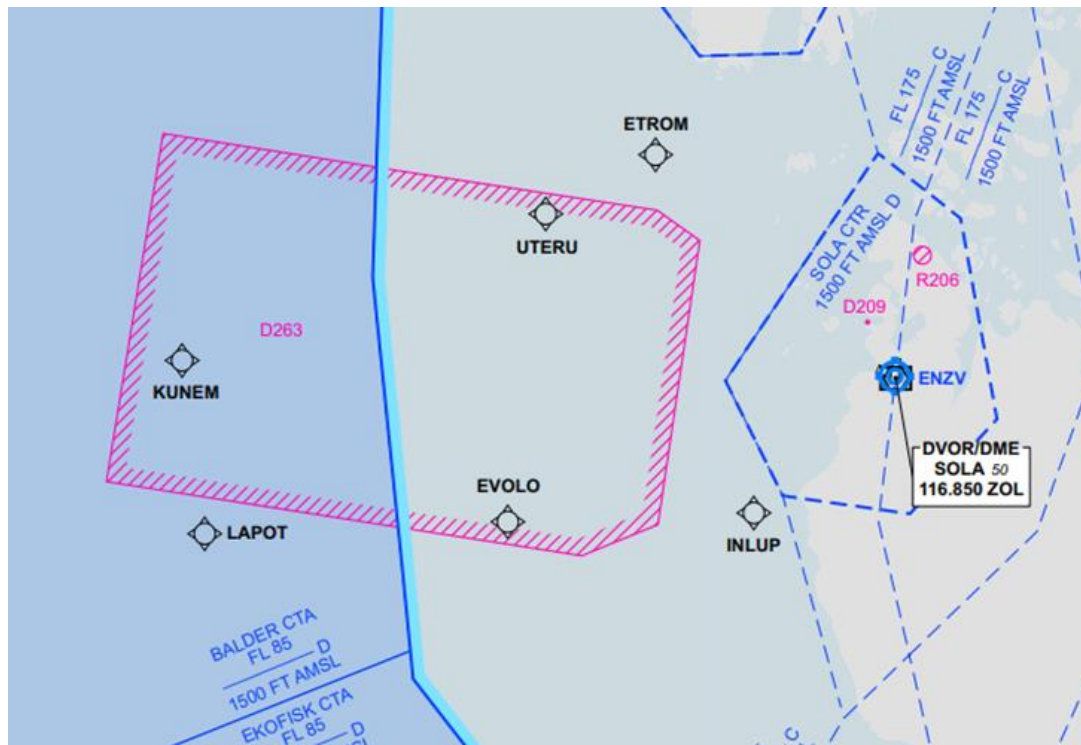 ETROM
FL 175
C
1500 FT AMSL
FL 175
C
1500 FT AMSL
UTERU
SOLA CTR
1500 FT AMSL D
R206
D209
D263
KUNEM
ENZV
DVOR/DME
SOLA 50
116.850 ZOL
EVOLO
LAPOT
INLUP
BALDER CTA
FL 85
D
1500 FT AMSL
EKOFISK CTA
FL 85
D
C